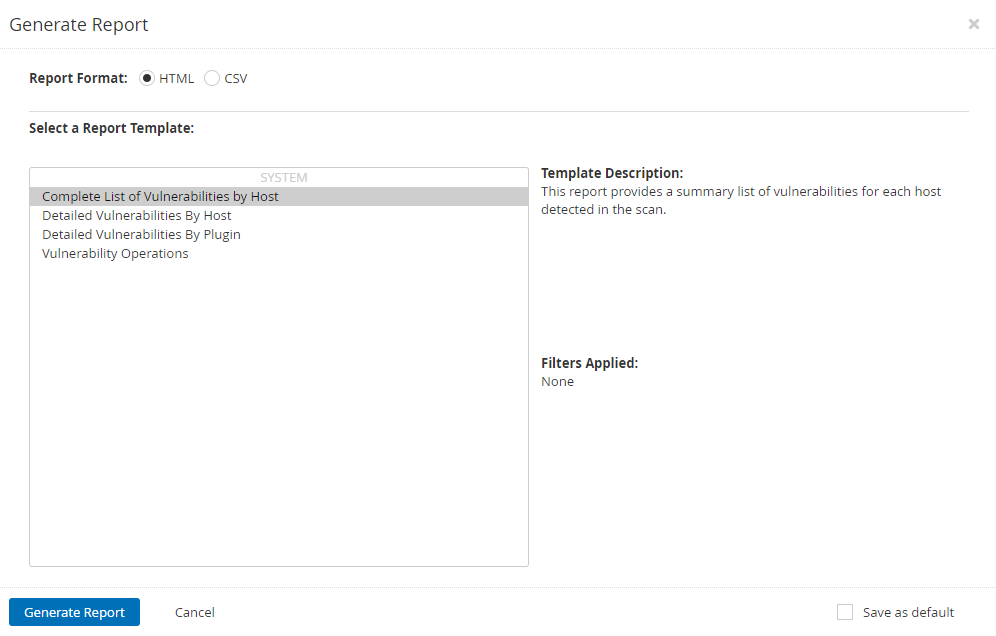 Generate Report
×
Report Format: HTML CSV
Select a Report Template:
SYSTEM
Complete List of Vulnerabilities by Host
Detailed Vulnerabilities By Host
Detailed Vulnerabilities By Plugin
Vulnerability Operations
Template Description:
This report provides a summary list of vulnerabilities for each host
detected in the scan.
Filters Applied:
None
Generate Report
Cancel
Save as default